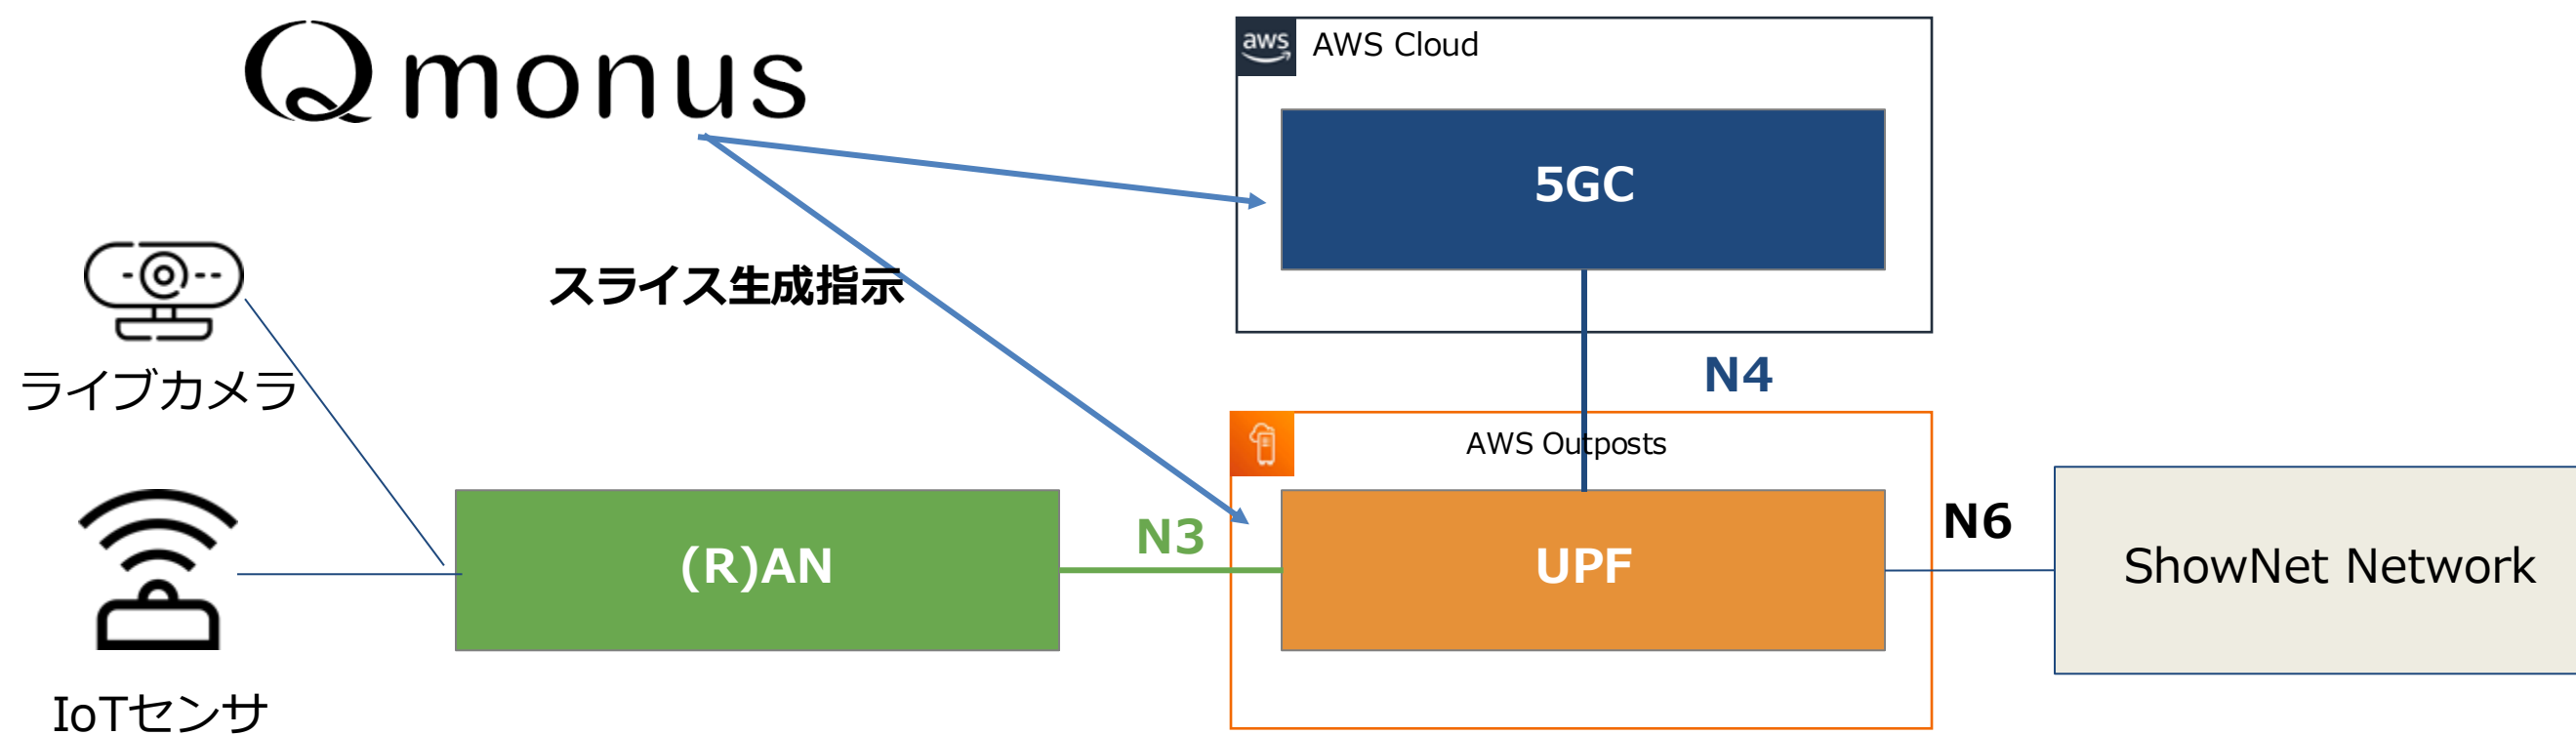 Qmonus
aws
AWS Cloud
5GC
スライス生成指示
ライブカメラ
N4
AWS Outposts
(R)AN
N3
UPF
N6
ShowNet Network
IoTセンサ